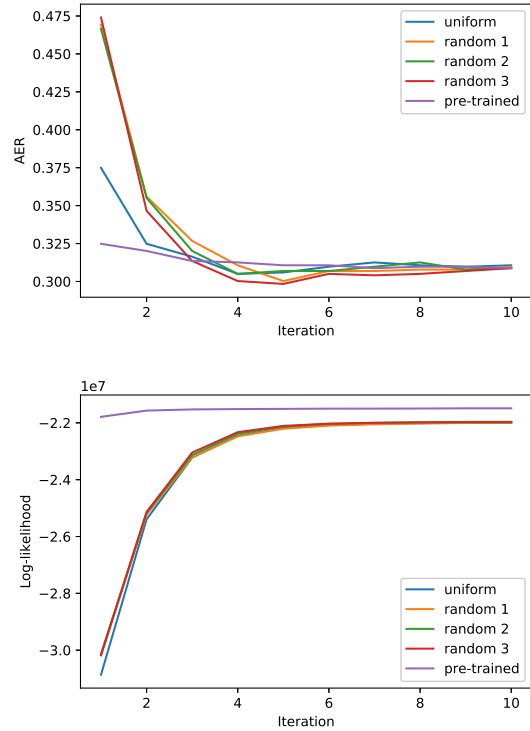 0.475
0.450
0.425
0.400
0.375
0.350
0.325
0.300
AER
uniform
random 1
random 2
random 3
pre-trained
2 4 6 8 10
Iteration
1e7
−2.2
−2.4
−2.6
−2.8
−3.0
Log-likelihood
uniform
random 1
random 2
random 3
pre-trained
2 4 6 8 10
Iteration